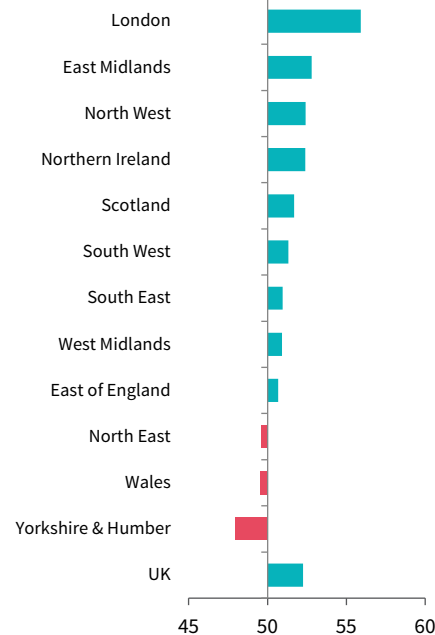 London
East Midlands
North West
Northern Ireland
Scotland
South West
South East
West Midlands
East of England
North East
Wales
Yorkshire & Humber
UK
45 50 55 60